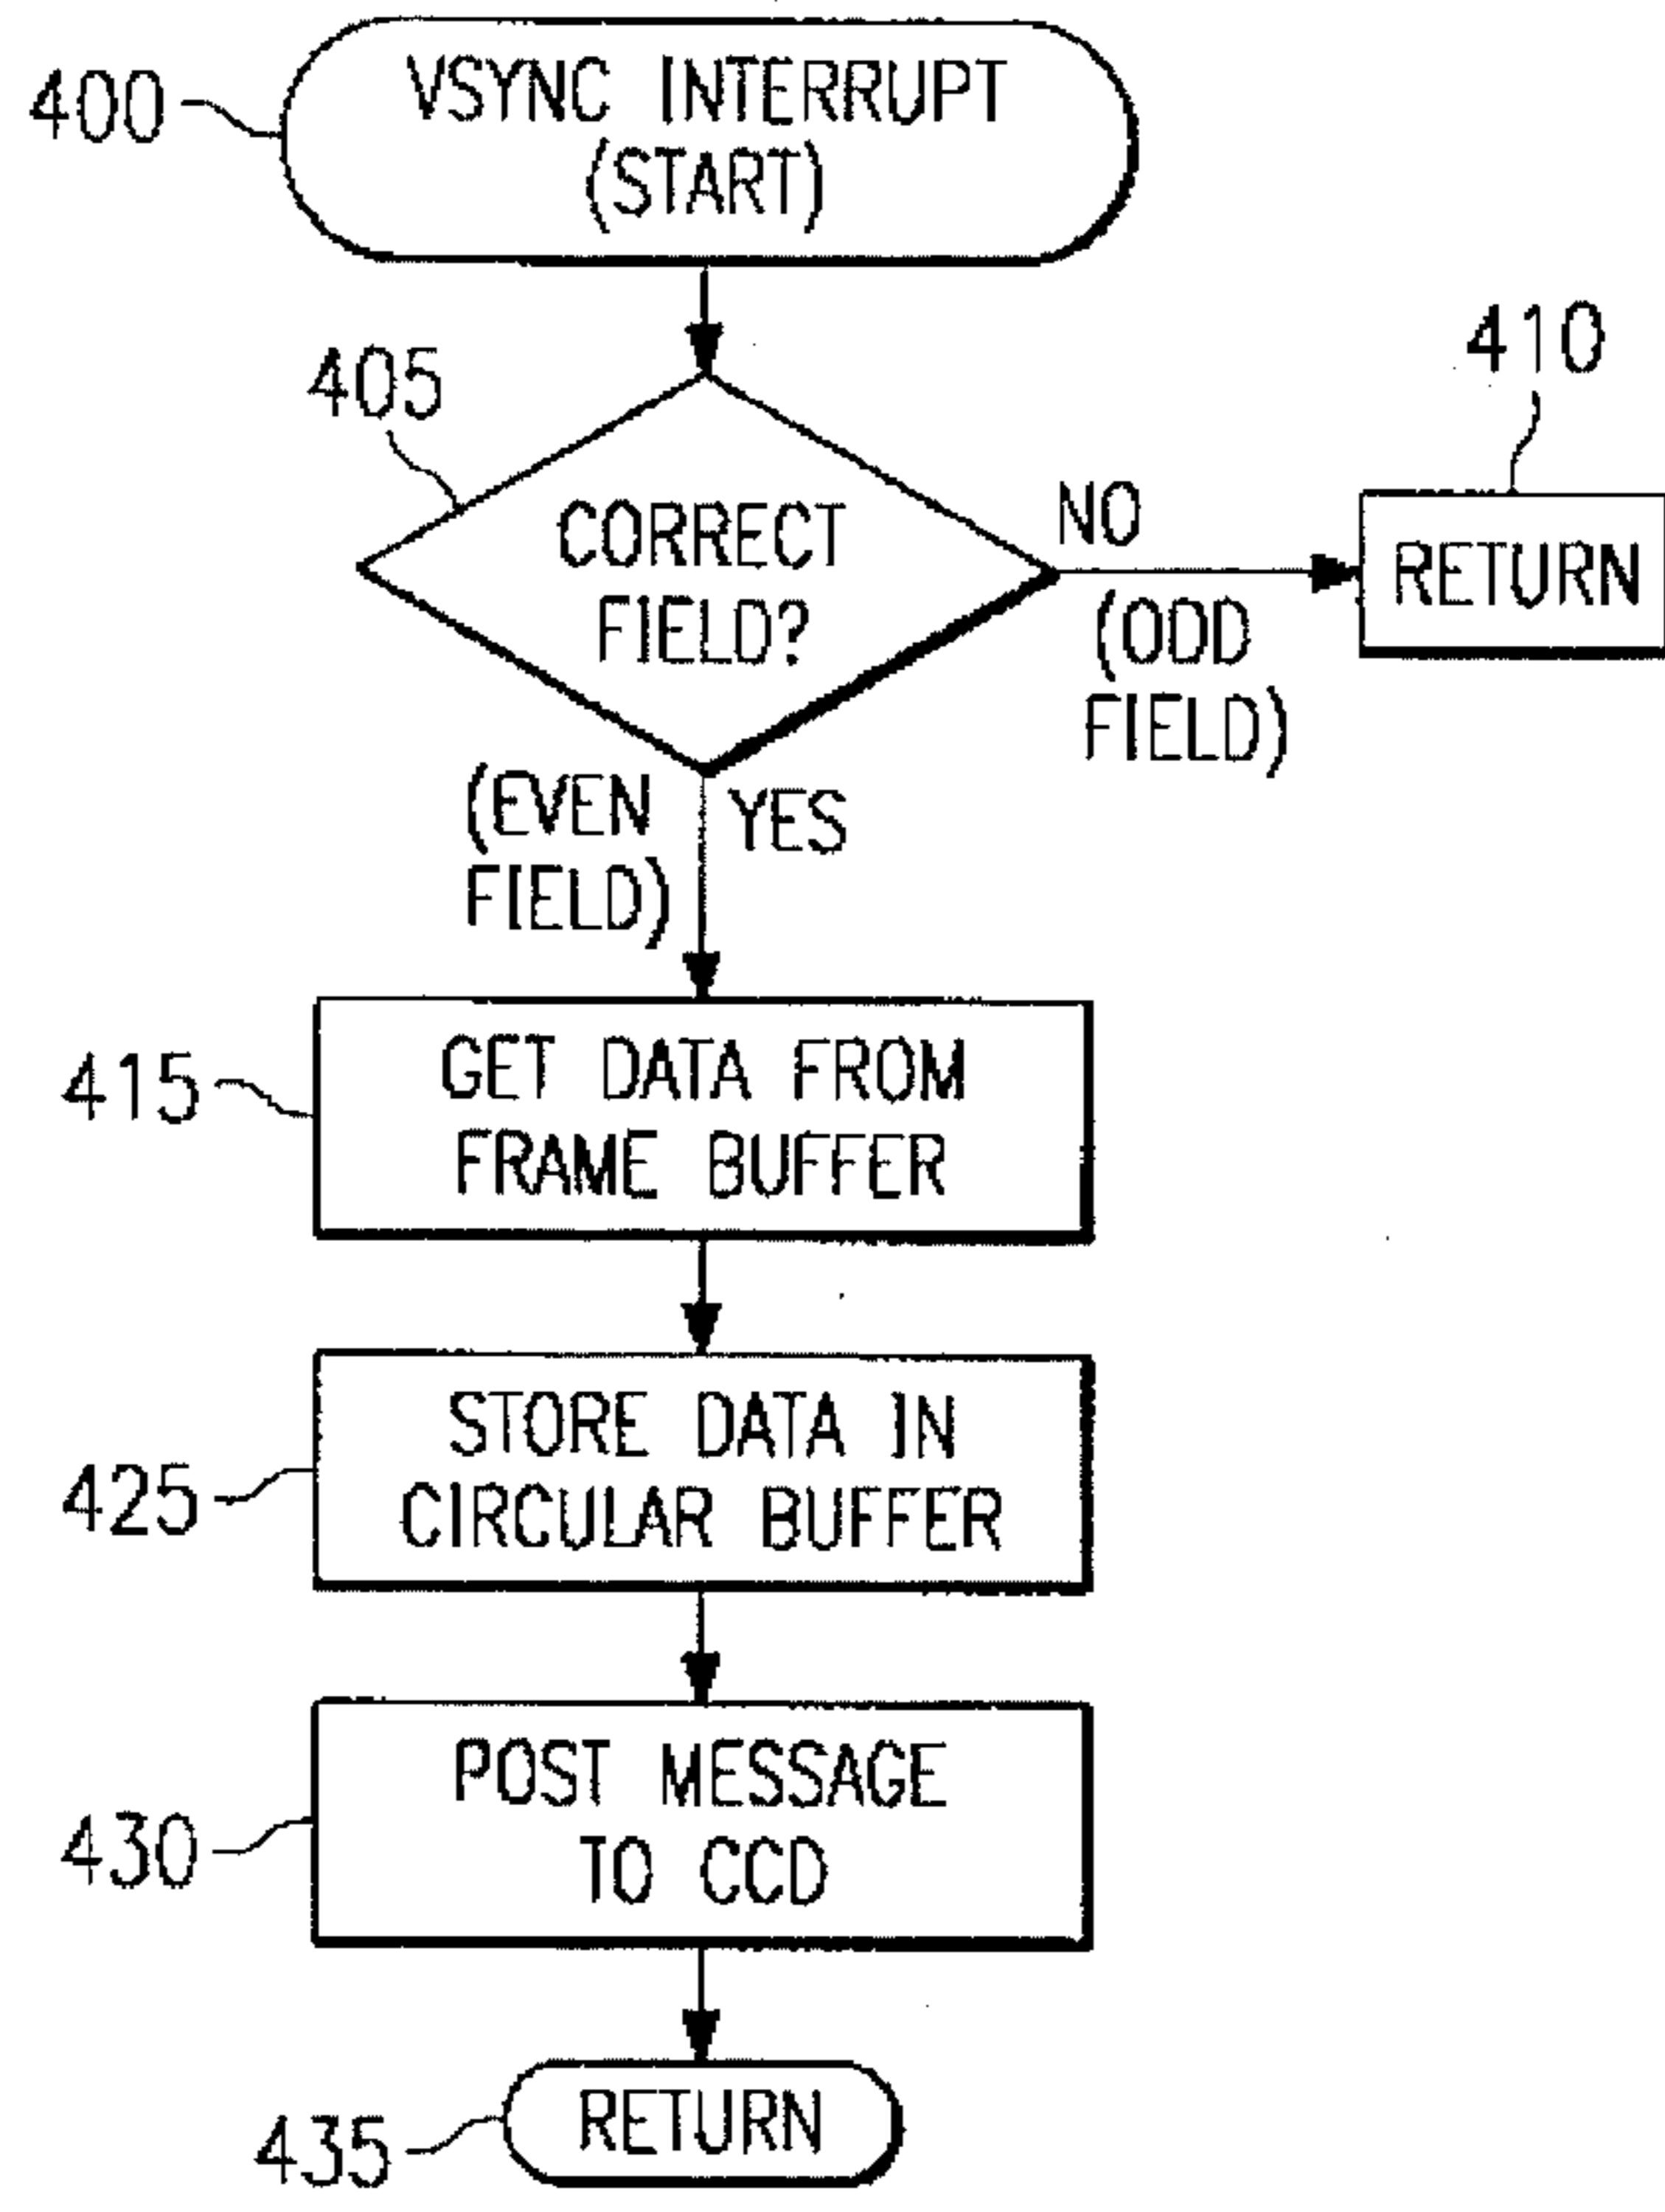 400
VSYNC INTERRUPT
(START)
405
410
CORRECT
FIELD?
NO
(ODD
FIELD)
RETURN
(EVEN
FIELD)
YES
415
GET DATA FROM
FRAME BUFFER
425
STORE DATA IN
CIRCULAR BUFFER
430
POST MESSAGE
TO CCD
435
RETURN